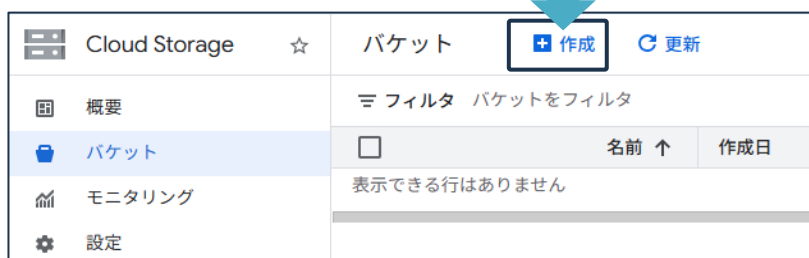 Cloud Storage
バケット
作成
更新
概要
バケット
モニタリング
設定
フィルタ バケットをフィルタ
名前 作成日
表示できる行はありません